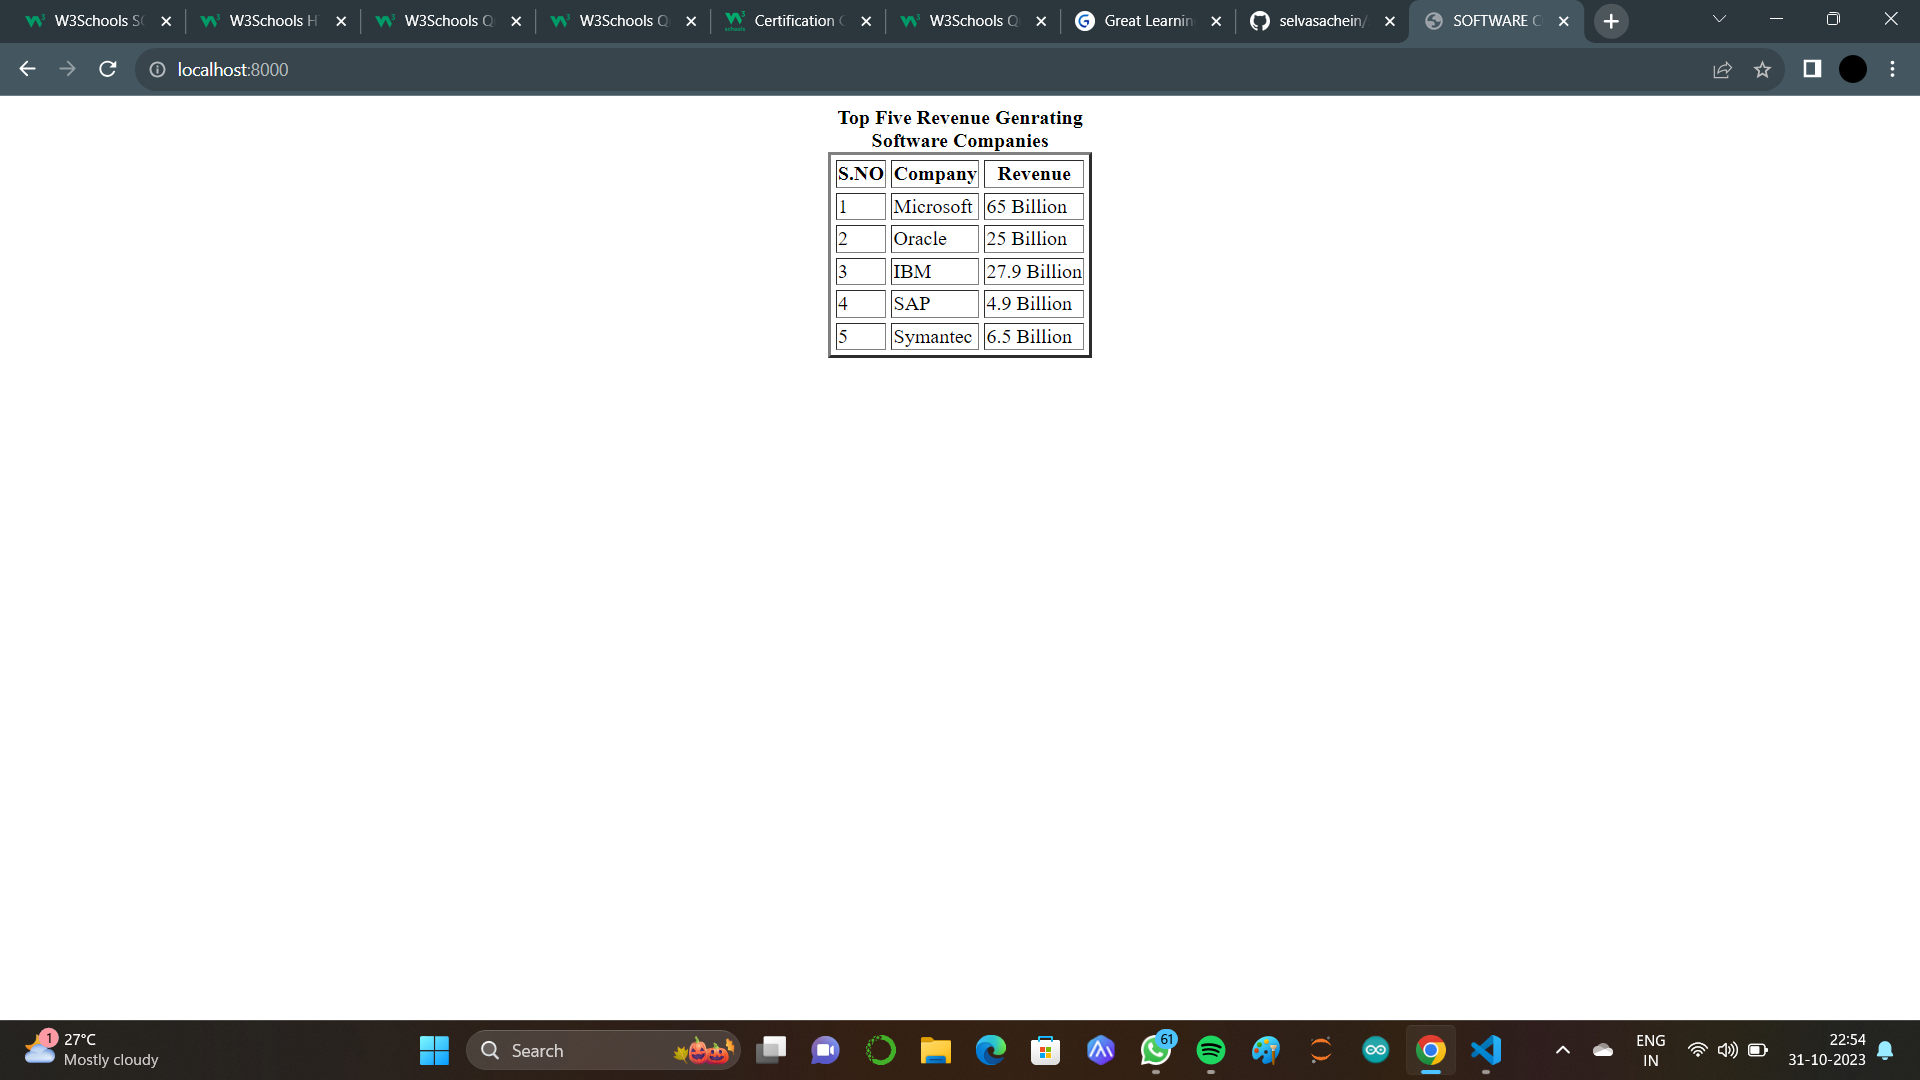 W3Schools SC
W3Schools H
W3Schools Q
W3Schools Q
Certification C
W3Schools Q
Great Learnin
selvasachein/
SOFTWARE C
localhost:8000
Top Five Revenue Genrating
Software Companies
S.NO Company Revenue
1 Microsoft 65 Billion
2 Oracle 25 Billion
3 IBM 27.9 Billion
4 SAP 4.9 Billion
5 Symantec 6.5 Billion
1
27°C
Mostly cloudy
Search
61
ENG
IN
22:54
31-10-2023